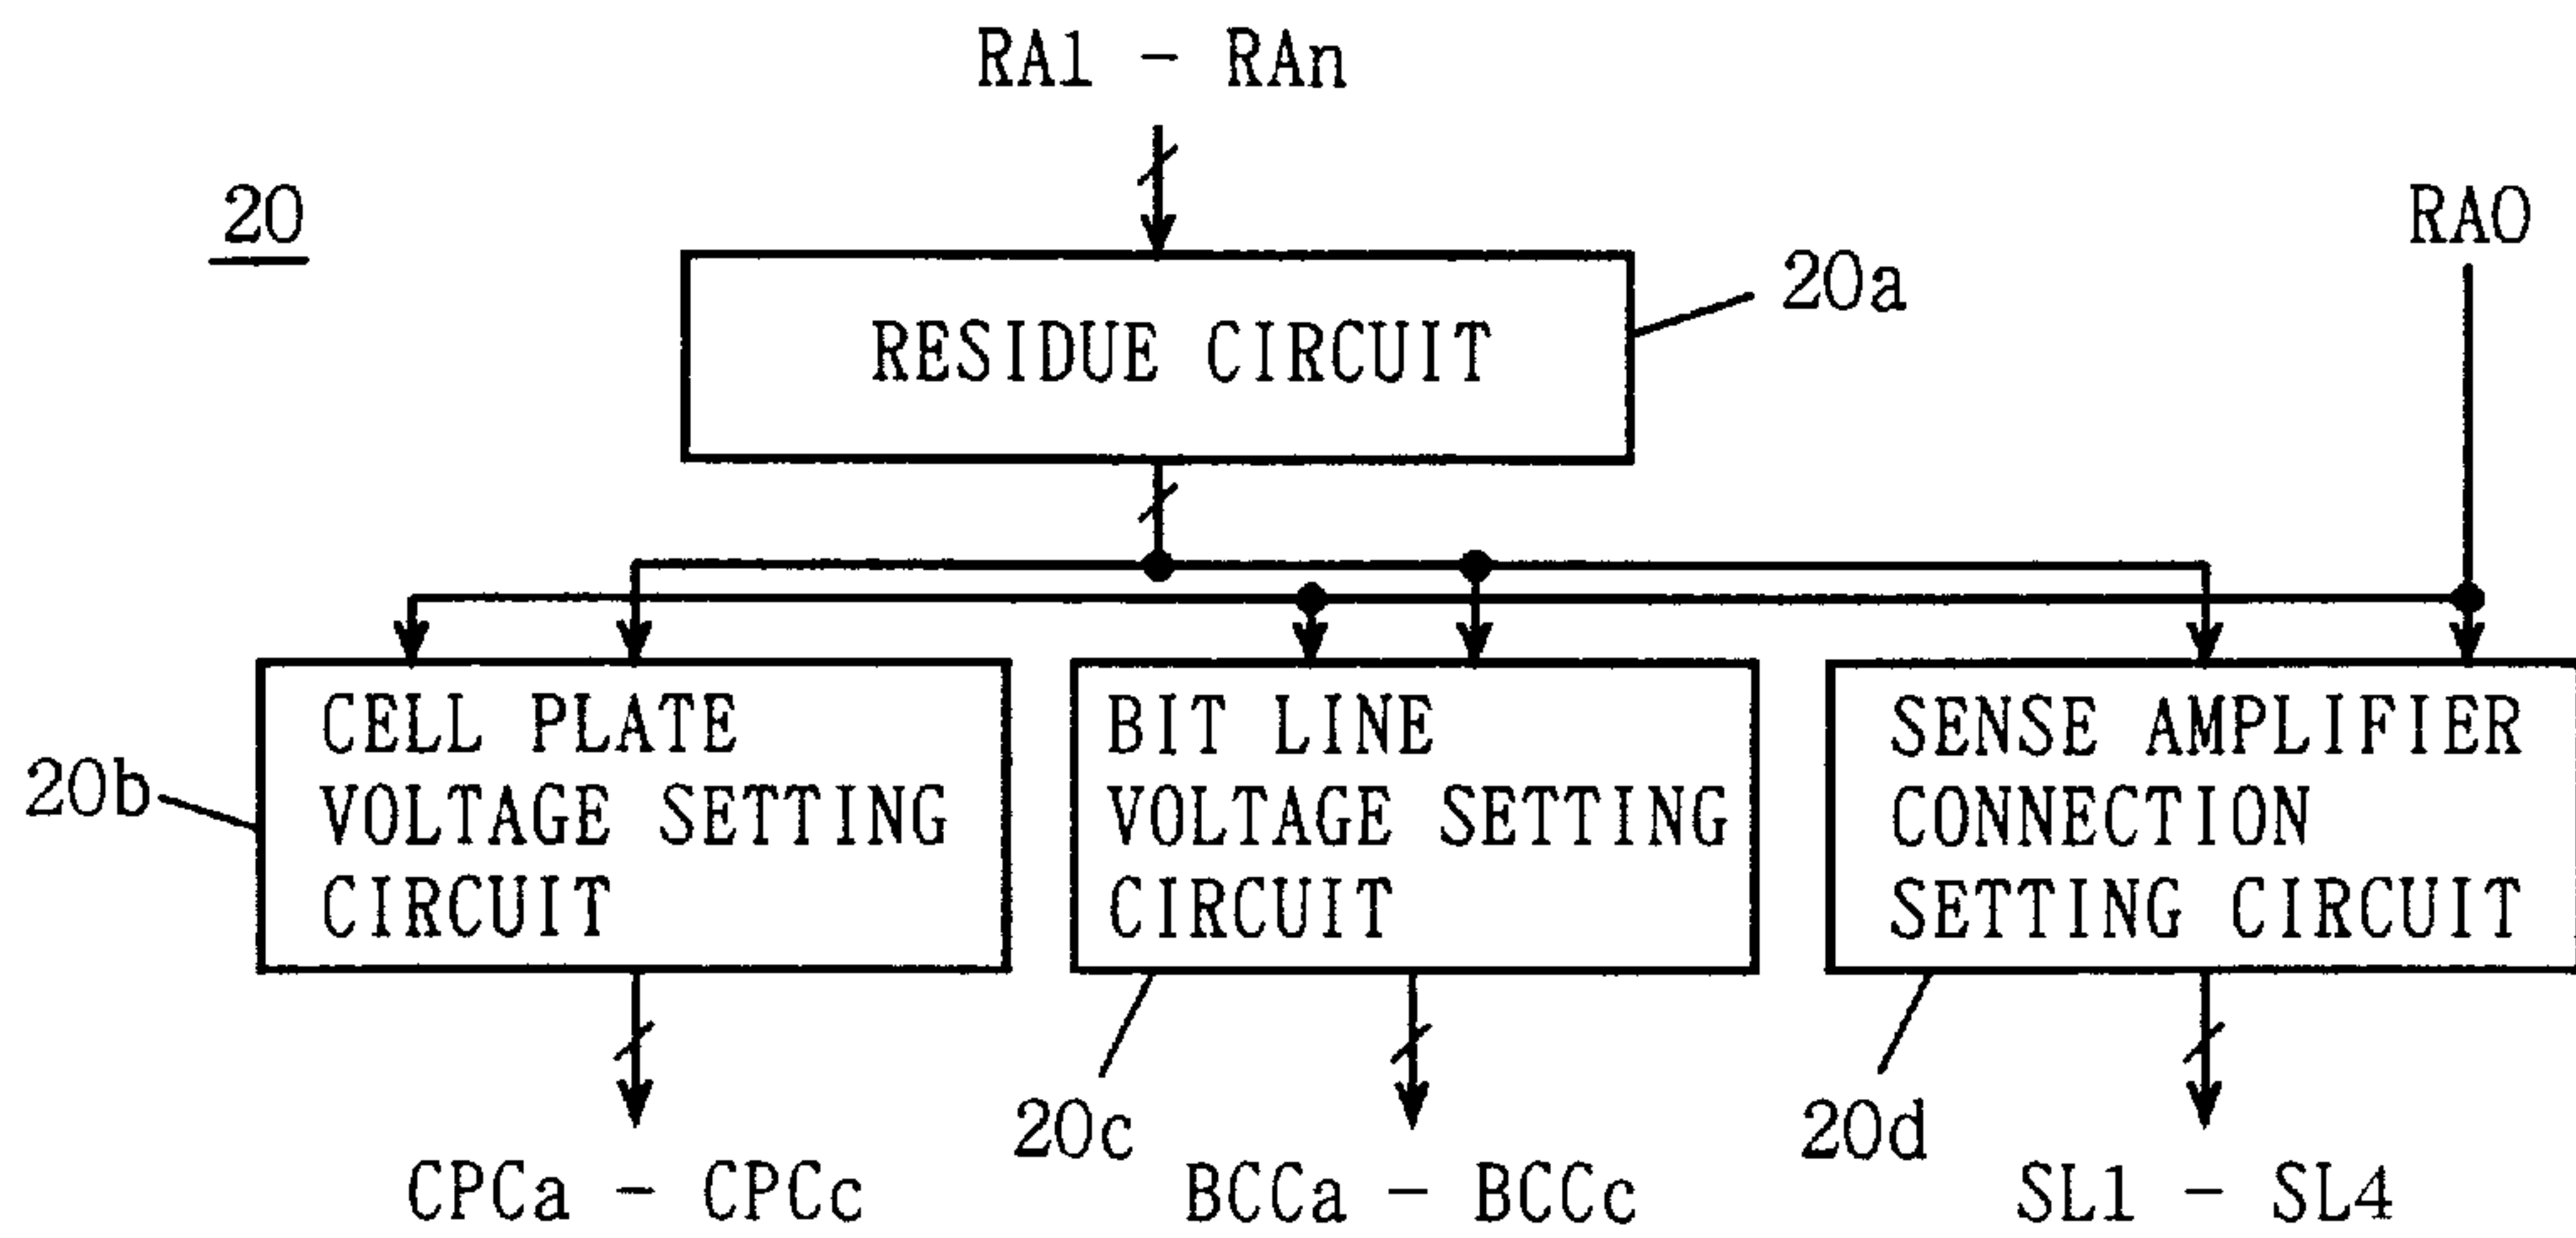 RA1 - RAn
20
RA0
20a
RESIDUE CIRCUIT
CELL PLATE
VOLTAGE SETTING
CIRCUIT
20b
BIT LINE
VOLTAGE SETTING
CIRCUIT
SENSE AMPLIFIER
CONNECTION
SETTING CIRCUIT
20c
20d
CPCa - CPCc
BCCa - BCCc
SL1 - SL4